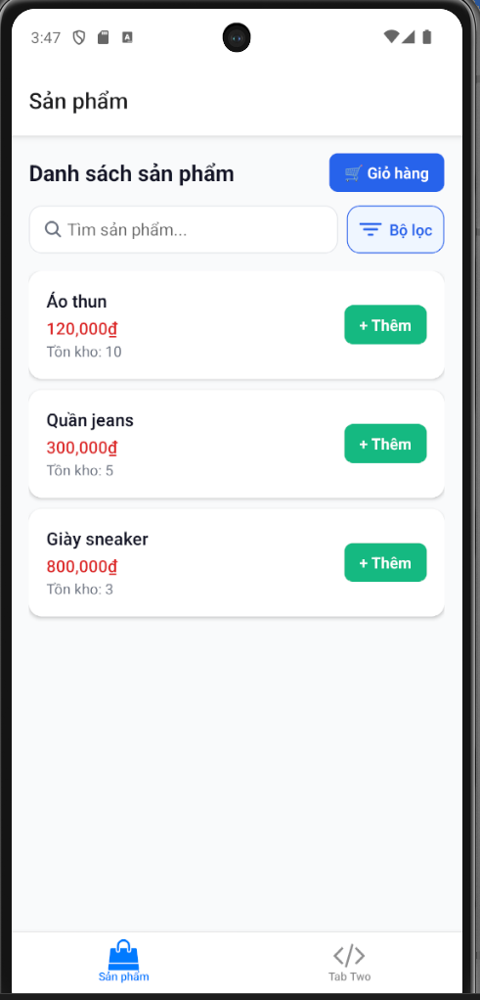 3:47
Sản phẩm
Danh sách sản phẩm
🛒 Giỏ hàng
Tìm sản phẩm...
Bộ lọc
Áo thun
120,000₫
Tồn kho: 10
+ Thêm
Quần jeans
300,000₫
Tồn kho: 5
+ Thêm
Giày sneaker
800,000₫
Tồn kho: 3
+ Thêm
Sản phẩm
Tab Two